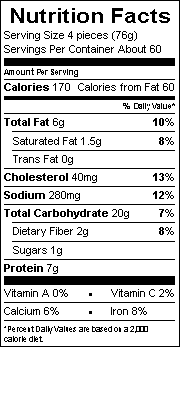 Nutrition Facts
Serving Size 4 pieces (76g)
Servings Per Container About 60
Amount Per Serving
Calories 170 Calories from Fat 60
% Daily Value*
Total Fat 6g 10%
Saturated Fat 1.5g 8%
Trans Fat 0g
Cholesterol 40mg 13%
Sodium 280mg 12%
Total Carbohydrate 20g 7%
Dietary Fiber 2g 8%
Sugars 1g
Protein 7g
Vitamin A 0% • Vitamin C 2%
Calcium 6% • Iron 8%
*Percent Daily Values are based on a 2,000
calorie diet.